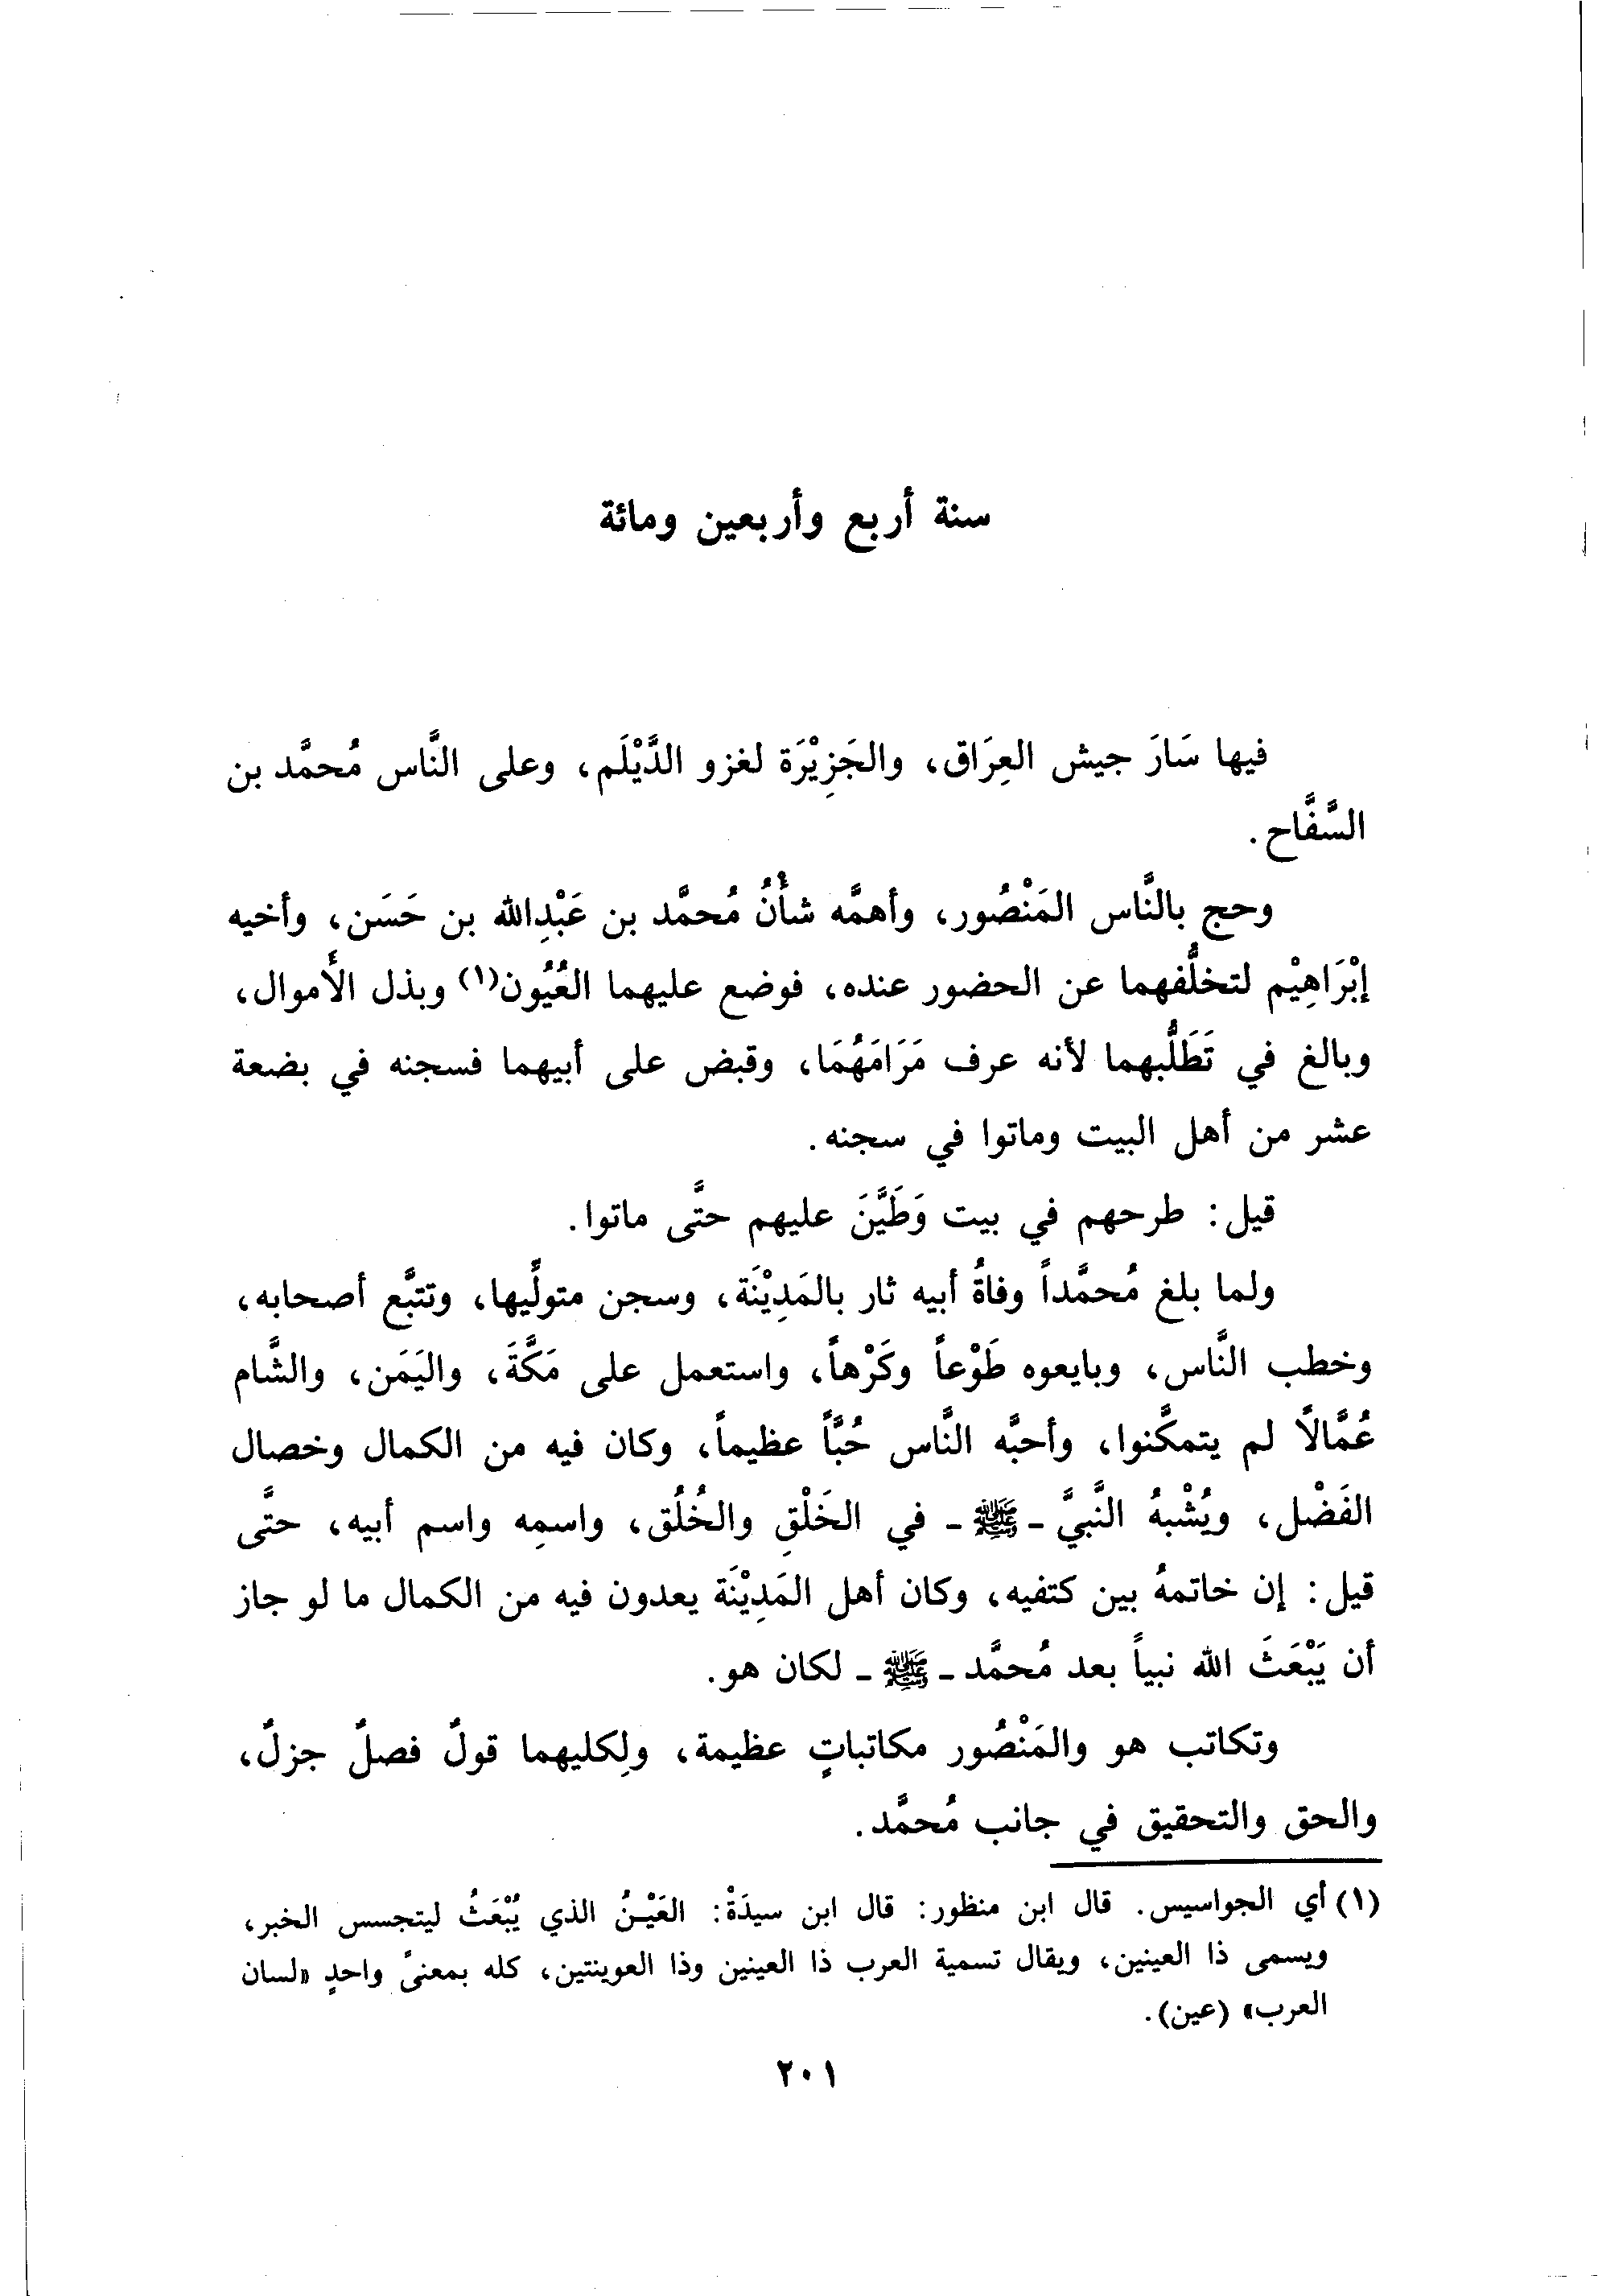 سنة أربع وأربعين ومائة
فيها سَارَ جيش العِرَاق، والجَزِيْرَة لغزو الدَّيْلَم، وعلى النَّاس مُحمَّد بن
السَّفَّاح.
وحج بالنَّاس المَنْصُور، وأهمَّه شأْنُ مُحمَّد بن عَبْدِالله بن حَسَن، وأخيه
إبْرَاهِيْم لتخلُّفهما عن الحضور عنده، فوضع عليهما العُيُون(١) وبذل الأَموال،
وبالغ في تَطَلُّبهما لأنه عرف مَرَامَهُمَا، وقبض على أبيهما فسجنه في بضعة
عشر من أهل البيت وماتوا في سجنه.
قيل: طرحهم في بيت وَطَيَّنَ عليهم حتَّى ماتوا.
ولما بلغ مُحمَّداً وفاةُ أبيه ثار بالمَدِيْنَة، وسجن متولِّيها، وتتبَّع أصحابه،
وخطب النَّاس، وبايعوه طَوْعاً وكَرْهاً، واستعمل على مَكَّةَ، واليَمَن، والشَّام
عُمَّالاً لم يتمكَّنوا، وأحبَّه النَّاس حُبَّاً عظيماً، وكان فيه من الكمال وخصال
الفَضْل، ويُشْبهُ النَّبيَّ ـ ﷺ ـ في الخَلْقِ والخُلُق، واسمِه واسم أبيه، حتَّى
قيل: إن خاتمهُ بين كتفيه، وكان أهل المَدِيْنَة يعدون فيه من الكمال ما لو جاز
أن يَبْعَثَ الله نبياً بعد مُحمَّد ـ ﷺ ـ لكان هو.
وتكاتب هو والمَنْصُور مكاتباتٍ عظيمة، ولِكليهما قولٌ فصلٌ جزلٌ،
والحق والتحقيق في جانب مُحمَّد.
(١) أي الجواسيس. قال ابن منظور: قال ابن سيدَةْ: العَيْنُ الذي يُبْعَثُ ليتجسس الخبر،
ويسمى ذا العينين، ويقال تسمية العرب ذا العينين وذا العوينتين، كله بمعنىً واحدٍ «لسان
العرب» (عين).
٢٠١